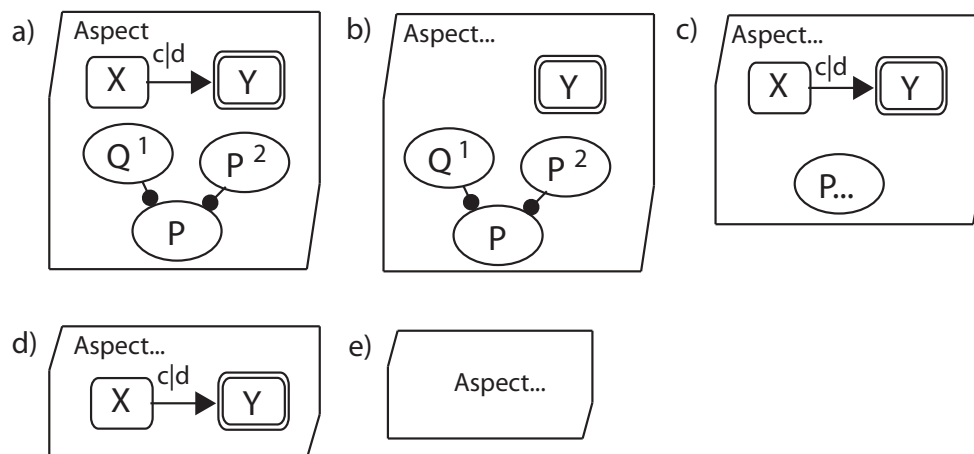 a) Aspect
X c|d Y
Q 1 P 2
P
b) Aspect...
Y
Q 1 P 2
P
c) Aspect...
X c|d Y
P...
d) Aspect...
X c|d Y
e) Aspect...